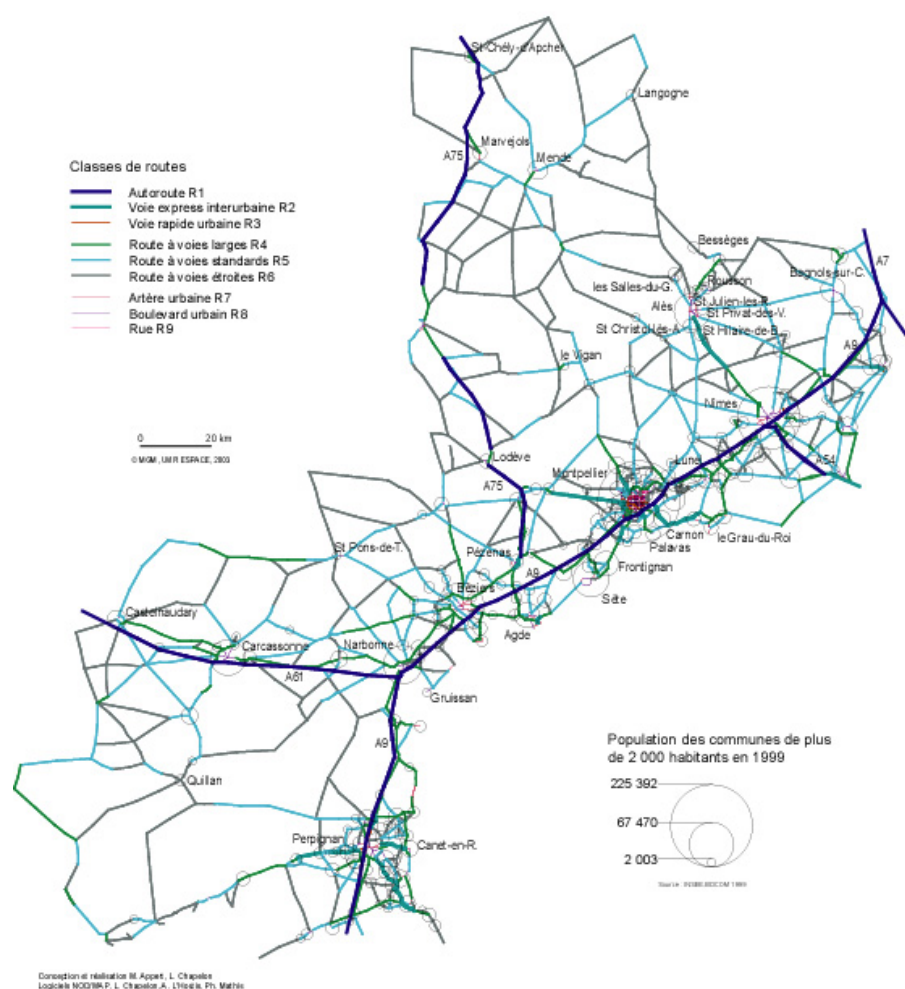 St-Chély-d'Apcher
Langogne
Marvejols
A75
Mende
Classes de routes
Autoroute R1
Voie express interurbaine R2
Voie rapide urbaine R3
Route à voies larges R4
Route à voies standards R5
Route à voies étroites R6
Artère urbaine R7
Boulevard urbain R8
Rue R9
Bessèges
A7
Bagnols-sur-C.
les Salles-du-G.
Rousson
Alès
St Julien-les-R.
St Privat-des-V.
St Christol-lès-A.
St Hilaire-de-B.
A9
le Vigan
Nîmes
0 20 km
© MGM, UMR ESPACE, 2003
Lodève
Montpellier
Lunel
A54
A75
Carnon
le Grau-du-Roi
Palavas
St Pons-de-T.
Pézenas
A9
Frontignan
Béziers
Sète
Castelnaudary
Agde
Carcassonne
Narbonne
A61
Gruissan
A9
Quillan
Population des communes de plus
de 2 000 habitants en 1999
225 392
67 470
2 003
Perpignan
Canet-en-R.
Conception et réalisation M. Appert, L. Chapelon